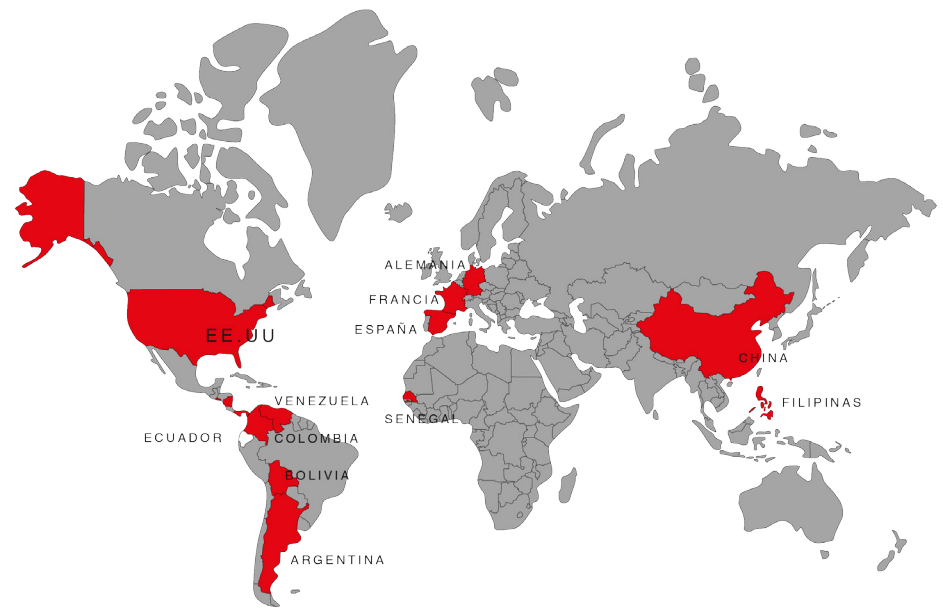 ALEMANIA
FRANCIA
ESPAÑA
EE.UU
CHINA
VENEZUELA
FILIPINAS
SENEGAL
ECUADOR
COLOMBIA
BOLIVIA
ARGENTINA